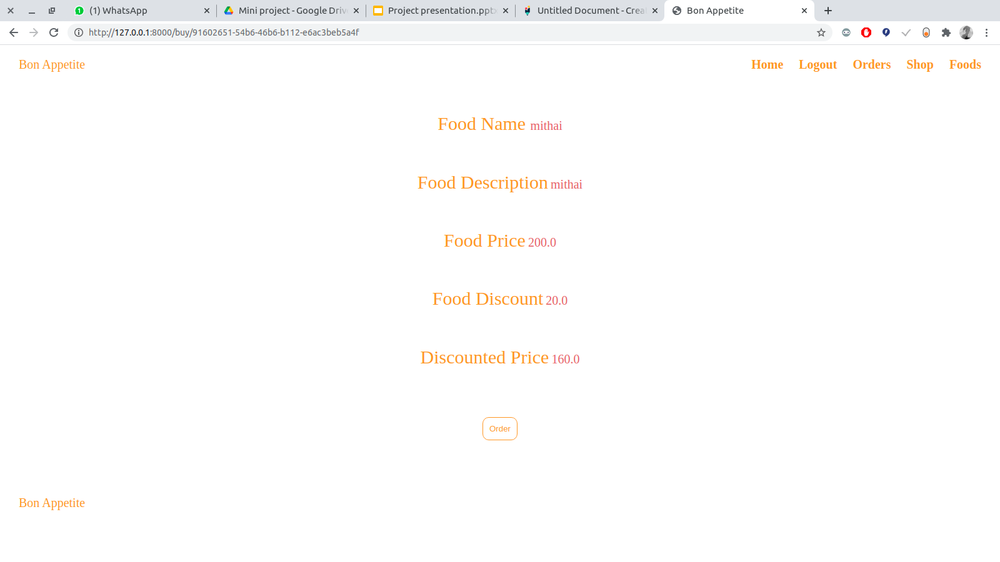 (1) WhatsApp
Mini project - Google Driv
Project presentation.ppt
Untitled Document - Crea
Bon Appetite
http://127.0.0.1:8000/buy/91602651-54b6-46b6-b112-e6ac3beb5a4f
Bon Appetite
Home Logout Orders Shop Foods
Food Name mithai
Food Description mithai
Food Price 200.0
Food Discount 20.0
Discounted Price 160.0
Order
Bon Appetite